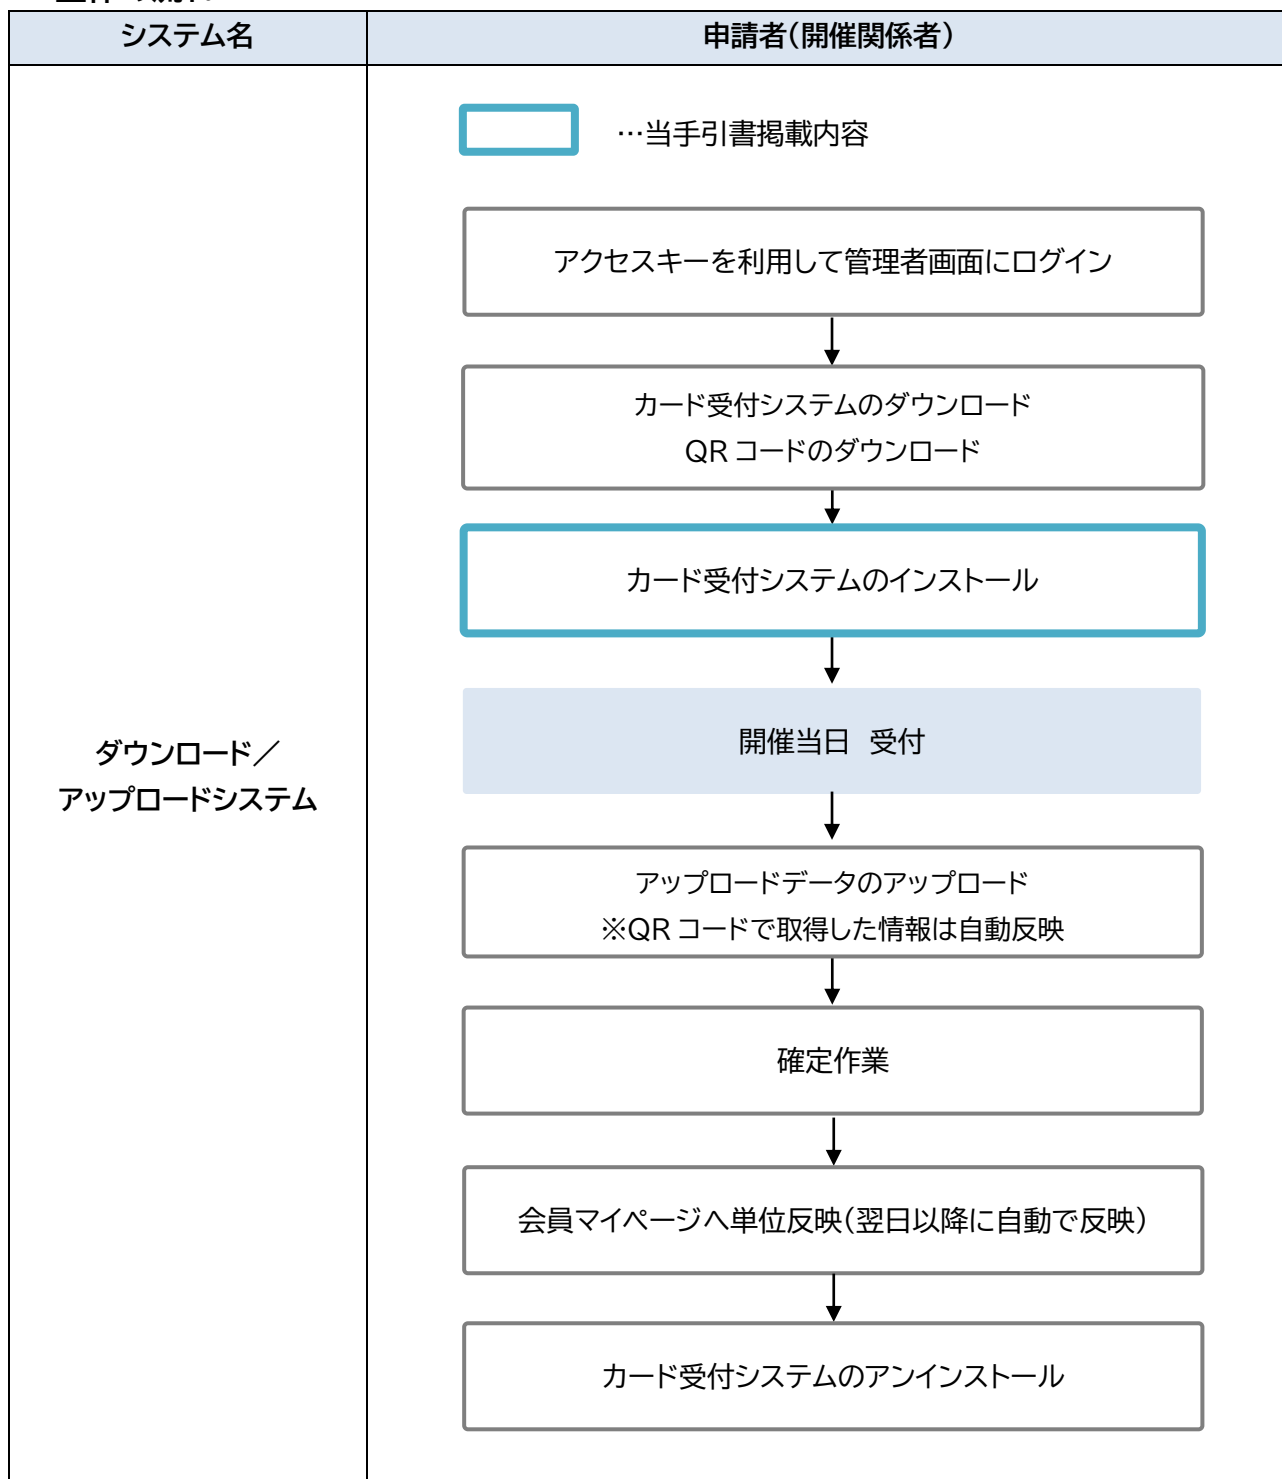 システム名
申請者（開催関係者）
…当手引書掲載内容
アクセスキーを利用して管理者画面にログイン
カード受付システムのダウンロード
QRコードのダウンロード
カード受付システムのインストール
開催当日　受付
ダウンロード／
アップロードシステム
アップロードデータのアップロード
※QRコードで取得した情報は自動反映
確定作業
会員マイページへ単位反映（翌日以降に自動で反映）
カード受付システムのアンインストール